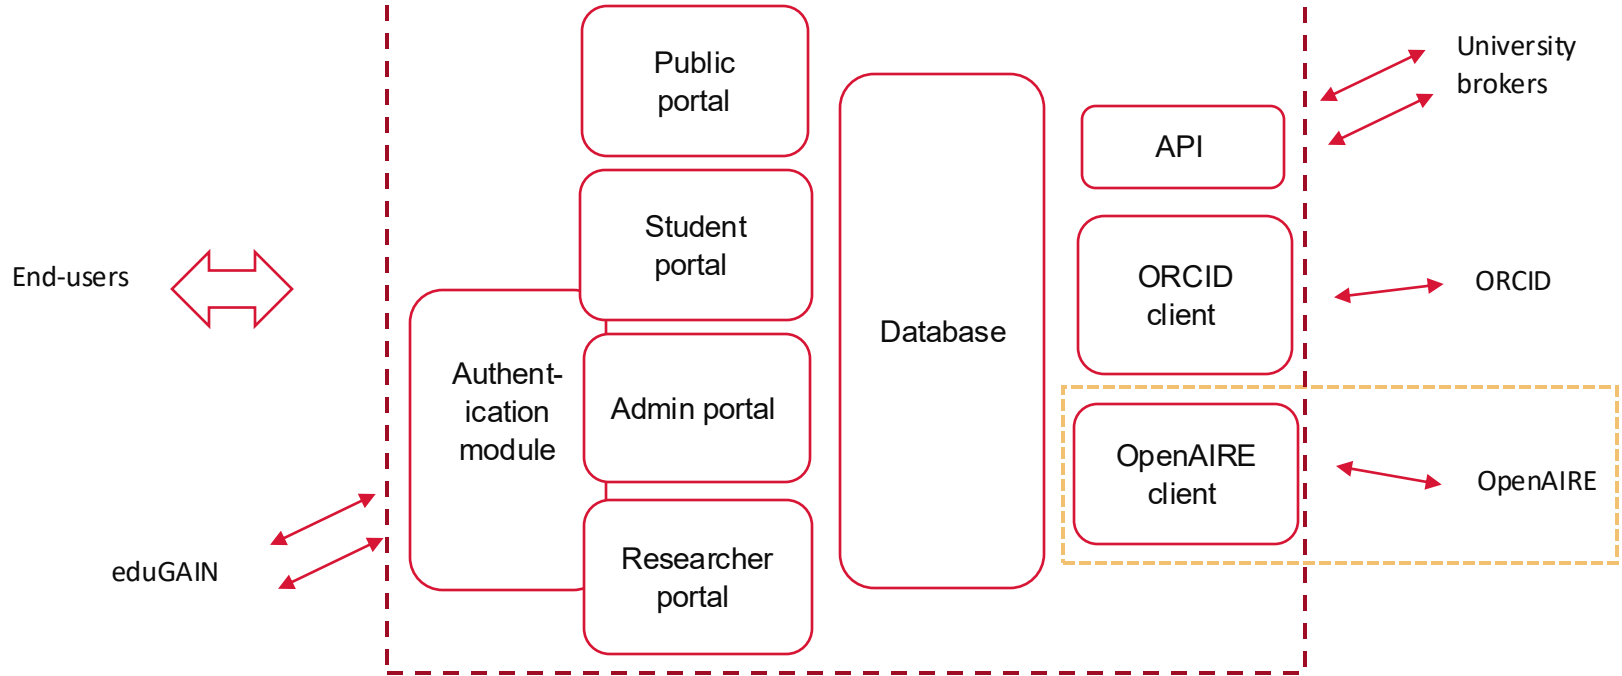 End-users
eduGAIN
Authent-
ication
module
Public
portal
Student
portal
Admin portal
Researcher
portal
Database
API
ORCID
client
OpenAIRE
client
University
brokers
ORCID
OpenAIRE